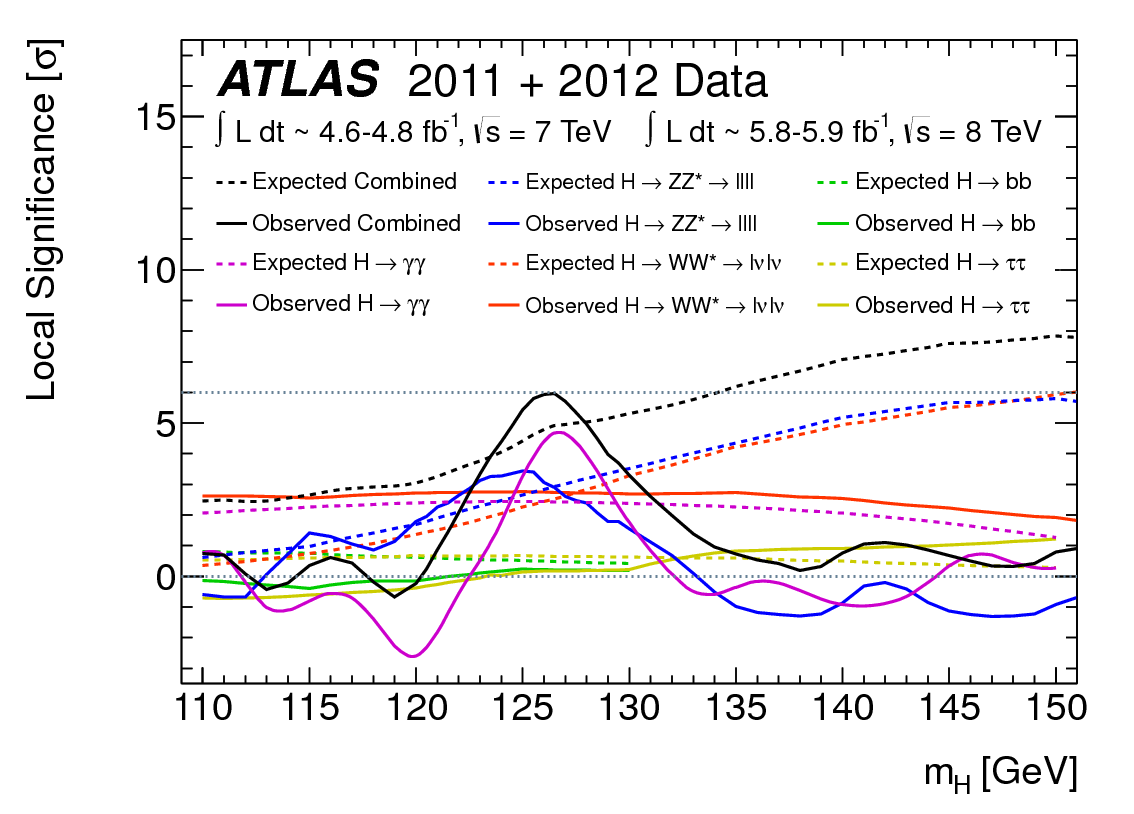 ATLAS 2011 + 2012 Data
∫ L dt ~ 4.6-4.8 fb⁻¹, √s = 7 TeV ∫ L dt ~ 5.8-5.9 fb⁻¹, √s = 8 TeV
Expected Combined Expected H → ZZ* → llll Expected H → bb
Observed Combined Observed H → ZZ* → llll Observed H → bb
Expected H → γγ Expected H → WW* → lνlν Expected H → ττ
Observed H → γγ Observed H → WW* → lνlν Observed H → ττ
Local Significance [σ]
15
10
5
0
110 115 120 125 130 135 140 145 150
m_H [GeV]